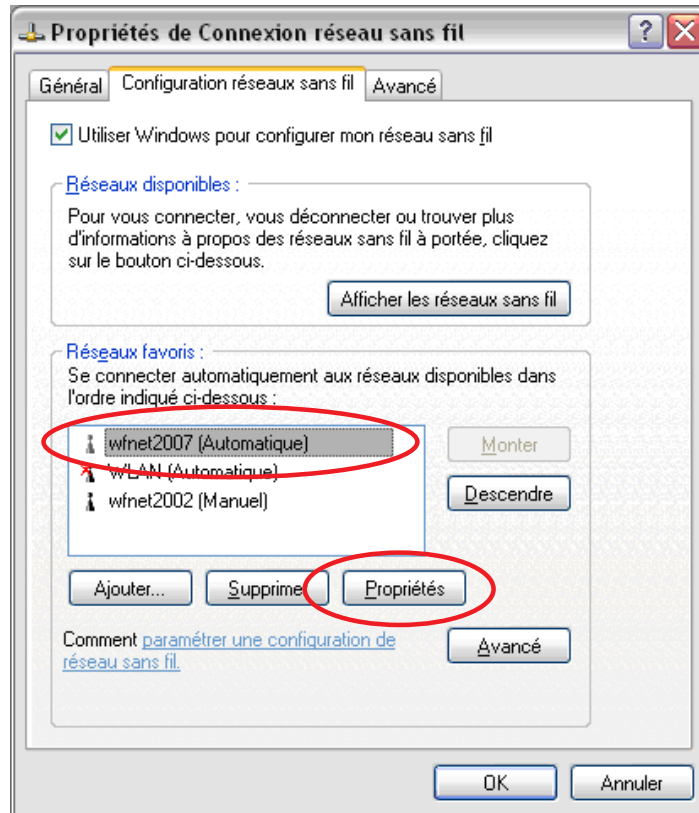 Propriétés de Connexion réseau sans fil
Général
Configuration réseaux sans fil
Avancé
Utiliser Windows pour configurer mon réseau sans fil
Réseaux disponibles :
Pour vous connecter, vous déconnecter ou trouver plus
d'informations à propos des réseaux sans fil à portée, cliquez
sur le bouton ci-dessous.
Afficher les réseaux sans fil
Réseaux favoris :
Se connecter automatiquement aux réseaux disponibles dans
l'ordre indiqué ci-dessous :
wfnet2007 (Automatique)
WLAN (Automatique)
wfnet2002 (Manuel)
Monter
Descendre
Ajouter...
Supprime
Propriétés
Comment paramétrer une configuration de
réseau sans fil.
Avancé
OK
Annuler